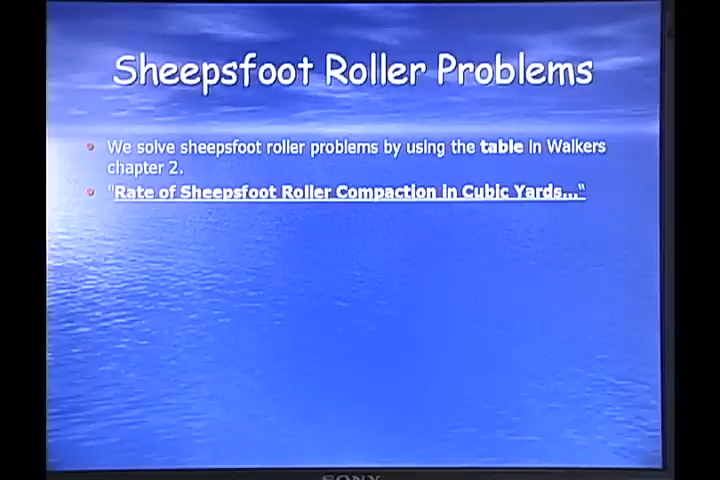 Sheepsfoot Roller Problems
We solve sheepsfoot roller problems by using the table in Walkers
chapter 2.
"Rate of Sheepsfoot Roller Compaction in Cubic Yards..."
SONY